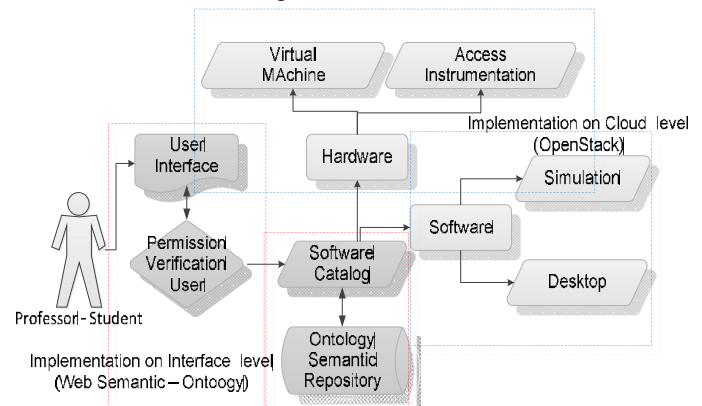 Virtual
MAchine
Access
Instrumentation
Implementation on Cloud level
(OpenStack)
User
Interface
Hardware
Simulation
Software
Permission
Verification
User
Software
Catalog
Desktop
Professor - Student
Ontology
Semantic
Repository
Implementation on Interface level
(Web Semantic – Ontoogy)